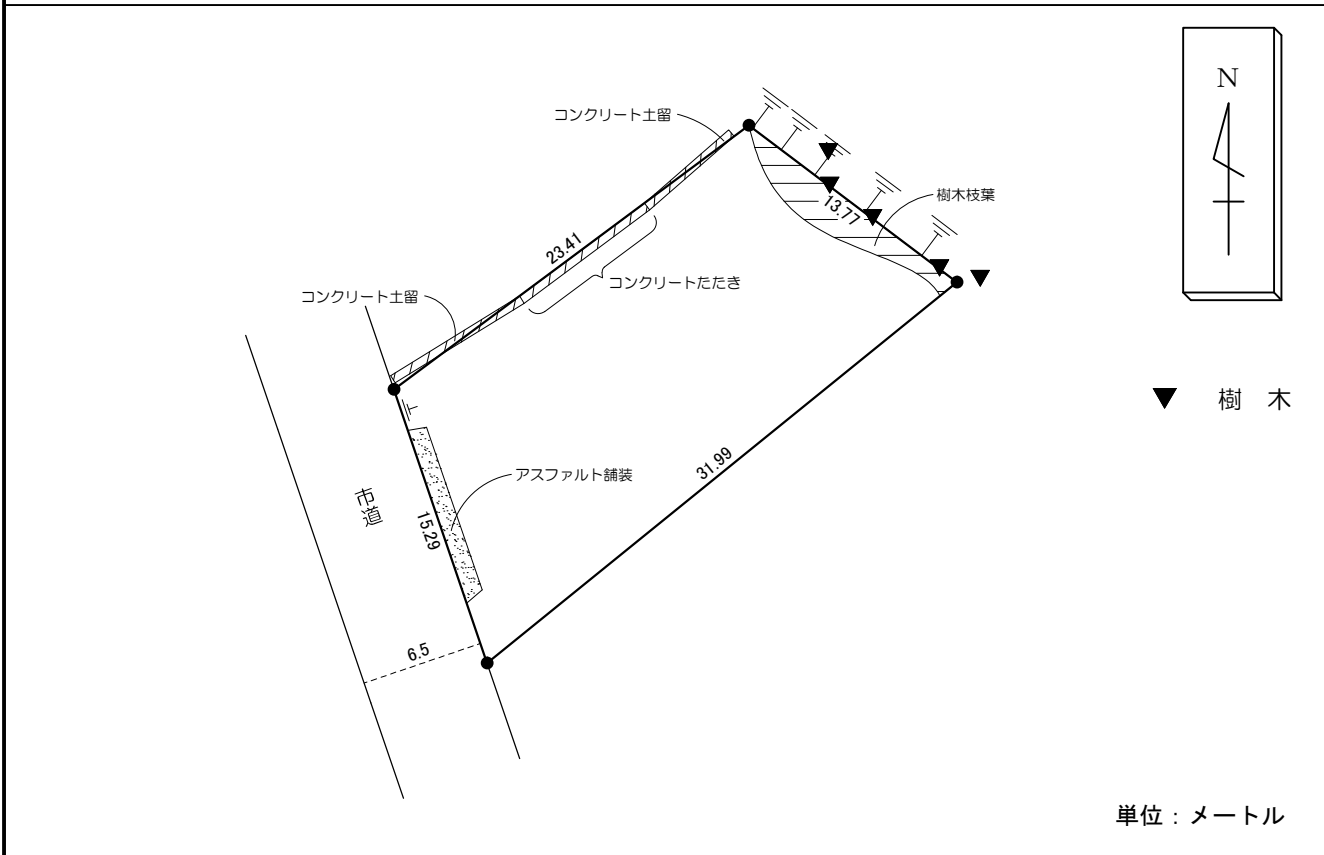 N
コンクリート土留
樹木枝葉
13.77
23.41
コンクリートたたき
コンクリート土留
▼ 樹 木
31.99
アスファルト舗装
市道
15.29
6.5
単位：メートル